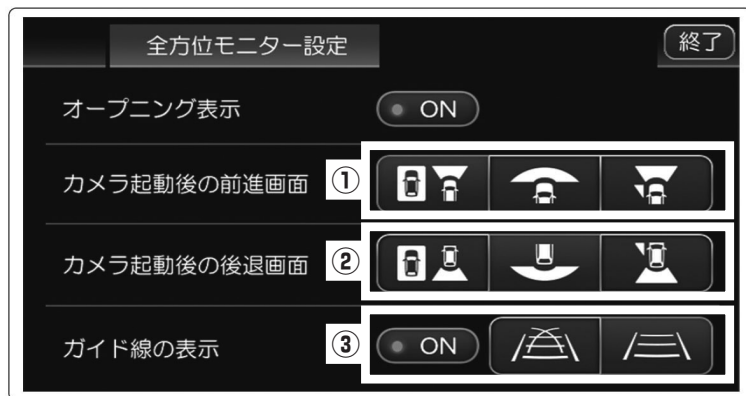 全方位モニター設定 終了
オープニング表示 ON
カメラ起動後の前進画面 ①
カメラ起動後の後退画面 ②
ガイド線の表示 ③ ON